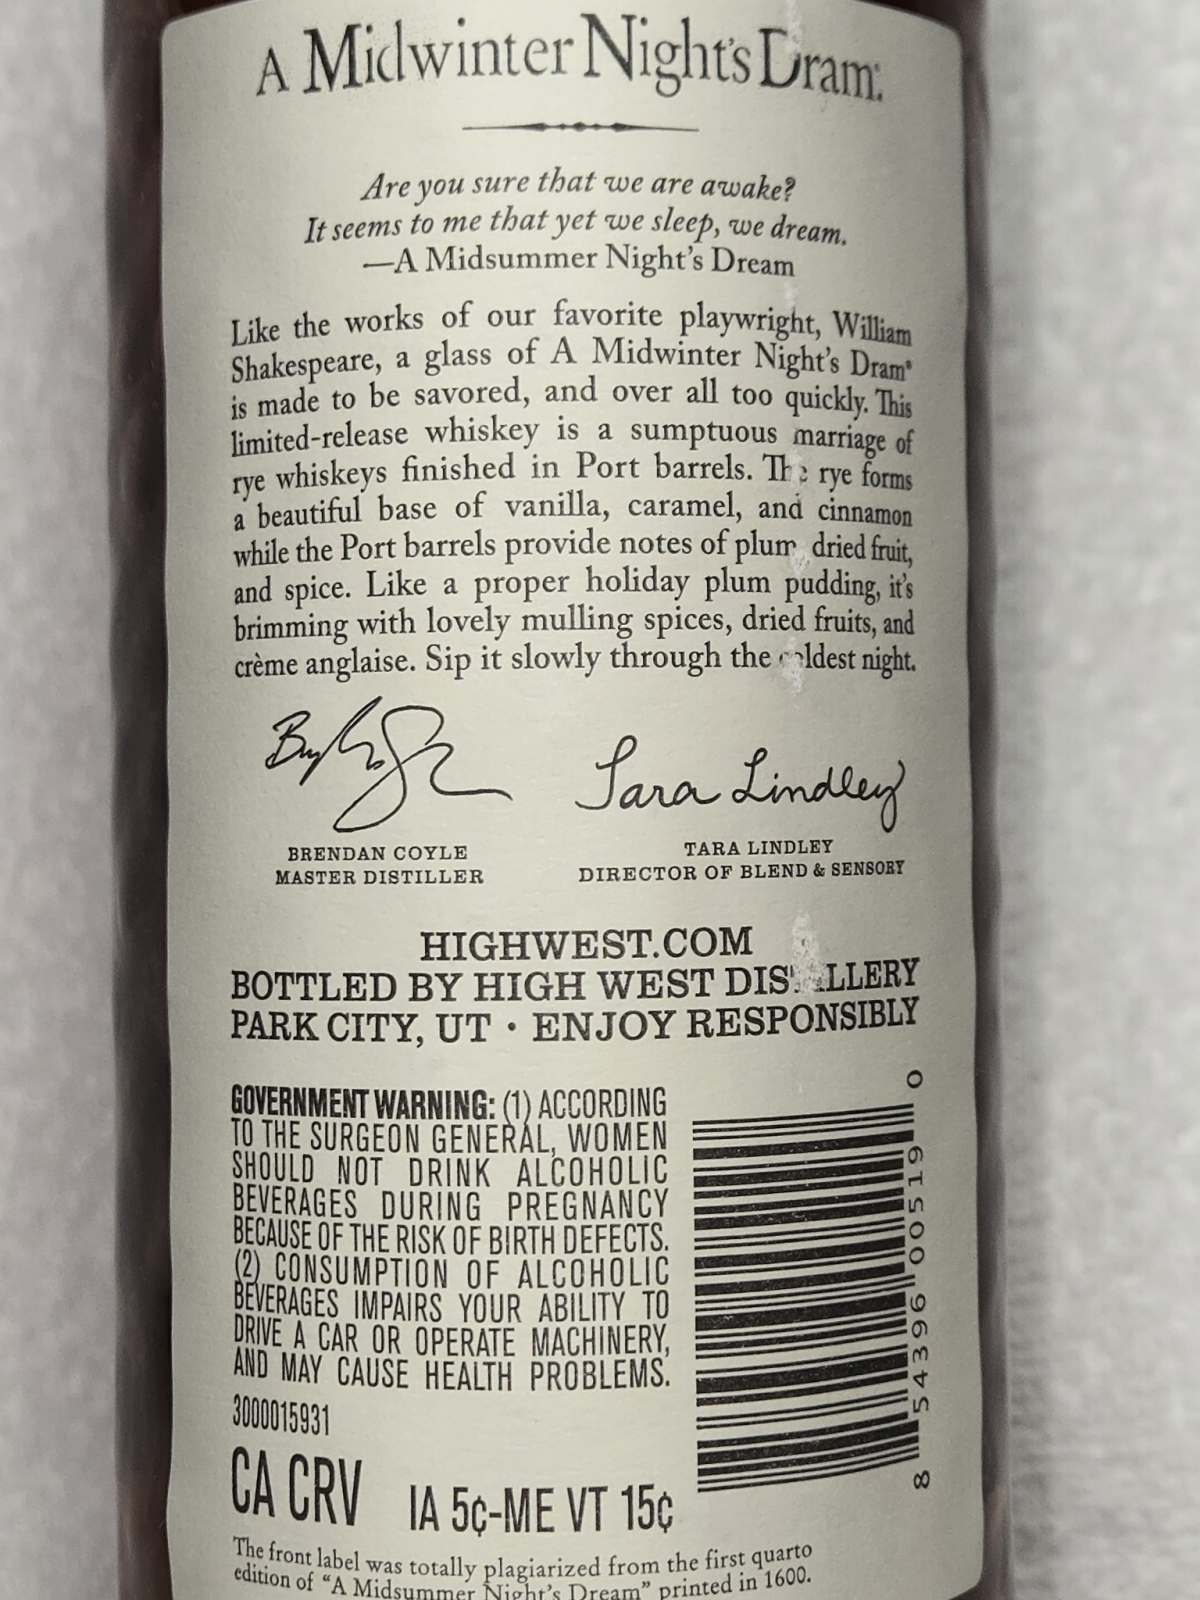 A Midwinter Night's Dram.
Are you sure that we are awake?
It seems to me that yet we sleep, we dream.
—A Midsummer Night's Dream
Like the works of our favorite playwright, William
Shakespeare, a glass of A Midwinter Night's Dram®
is made to be savored, and over all too quickly. This
limited-release whiskey is a sumptuous marriage of
rye whiskeys finished in Port barrels. The rye forms
a beautiful base of vanilla, caramel, and cinnamon
while the Port barrels provide notes of plum, dried fruit,
and spice. Like a proper holiday plum pudding, it's
brimming with lovely mulling spices, dried fruits, and
crème anglaise. Sip it slowly through the coldest night.
Tara Lindley
BRENDAN COYLE
MASTER DISTILLER
TARA LINDLEY
DIRECTOR OF BLEND & SENSORY
HIGHWEST.COM
BOTTLED BY HIGH WEST DISTILLERY
PARK CITY, UT • ENJOY RESPONSIBLY
GOVERNMENT WARNING: (1) ACCORDING
TO THE SURGEON GENERAL, WOMEN
SHOULD NOT DRINK ALCOHOLIC
BEVERAGES DURING PREGNANCY
BECAUSE OF THE RISK OF BIRTH DEFECTS.
(2) CONSUMPTION OF ALCOHOLIC
BEVERAGES IMPAIRS YOUR ABILITY TO
DRIVE A CAR OR OPERATE MACHINERY,
AND MAY CAUSE HEALTH PROBLEMS.
8 54396 00519 0
3000015931
CA CRV IA 5¢-ME VT 15¢
The front label was totally plagiarized from the first quarto
edition of "A Midsummer Night's Dream" printed in 1600.